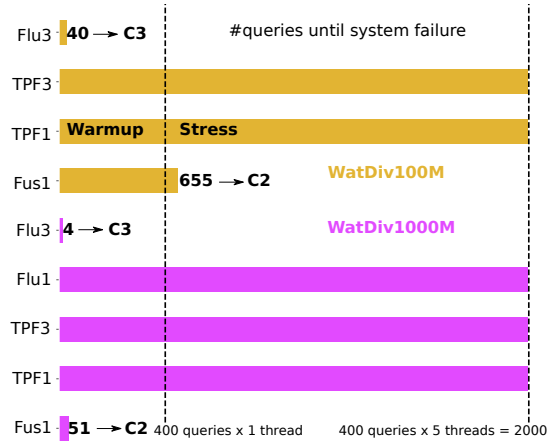 #queries until system failure
Flu3 40 → C3
TPF3
TPF1 Warmup Stress
Fus1 655 → C2
WatDiv100M
Flu3 4 → C3
WatDiv1000M
Flu1
TPF3
TPF1
Fus1 51 → C2
400 queries x 1 thread
400 queries x 5 threads = 2000